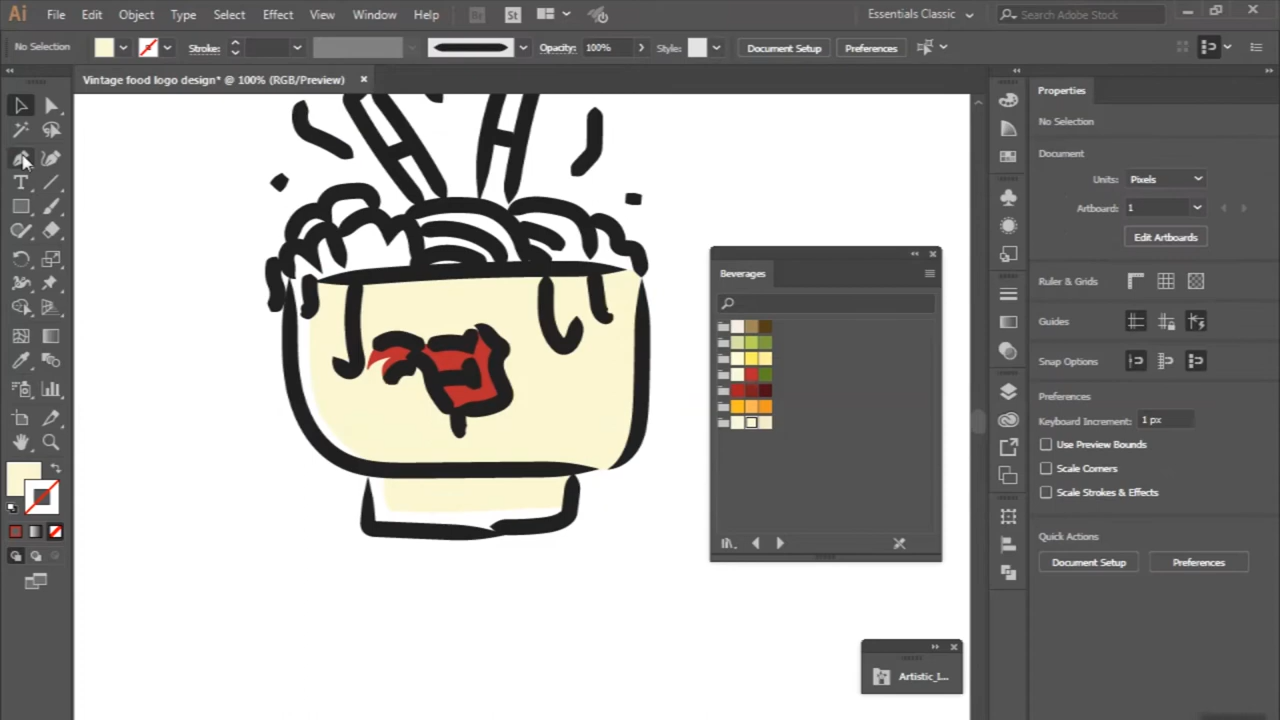 Ai File Edit Object Type Select Effect View Window Help Br St Essentials Classic Search Adobe Stock
No Selection Stroke: Opacity: 100% Style: Document Setup Preferences
Vintage food logo design* @ 100% (RGB/Preview)
Properties
No Selection
Document
Units: Pixels
Artboard: 1
Edit Artboards
Beverages
Ruler & Grids
Guides
Snap Options
Preferences
Keyboard Increment: 1 px
Use Preview Bounds
Scale Corners
Scale Strokes & Effects
Quick Actions
Document Setup Preferences
Artistic_I...